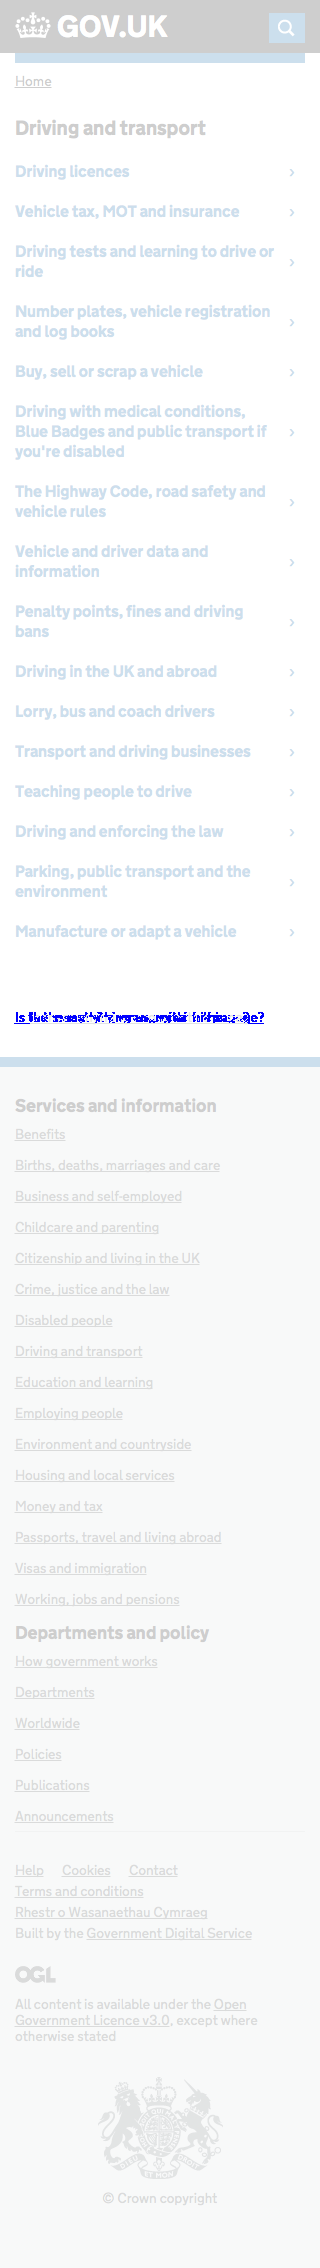 GOV.UK
Home
Driving and transport
Driving licences
Vehicle tax, MOT and insurance
Driving tests and learning to drive or
ride
Number plates, vehicle registration
and log books
Buy, sell or scrap a vehicle
Driving with medical conditions,
Blue Badges and public transport if
you're disabled
The Highway Code, road safety and
vehicle rules
Vehicle and driver data and
information
Penalty points, fines and driving
bans
Driving in the UK and abroad
Lorry, bus and coach drivers
Transport and driving businesses
Teaching people to drive
Driving and enforcing the law
Parking, public transport and the
environment
Manufacture or adapt a vehicle
Services and information
Benefits
Births, deaths, marriages and care
Business and self-employed
Childcare and parenting
Citizenship and living in the UK
Crime, justice and the law
Disabled people
Driving and transport
Education and learning
Employing people
Environment and countryside
Housing and local services
Money and tax
Passports, travel and living abroad
Visas and immigration
Working, jobs and pensions
Departments and policy
How government works
Departments
Worldwide
Policies
Publications
Announcements
Help Cookies Contact
Terms and conditions
Rhestr o Wasanaethau Cymraeg
Built by the Government Digital Service
OGL
All content is available under the Open
Government Licence v3.0, except where
otherwise stated
© Crown copyright